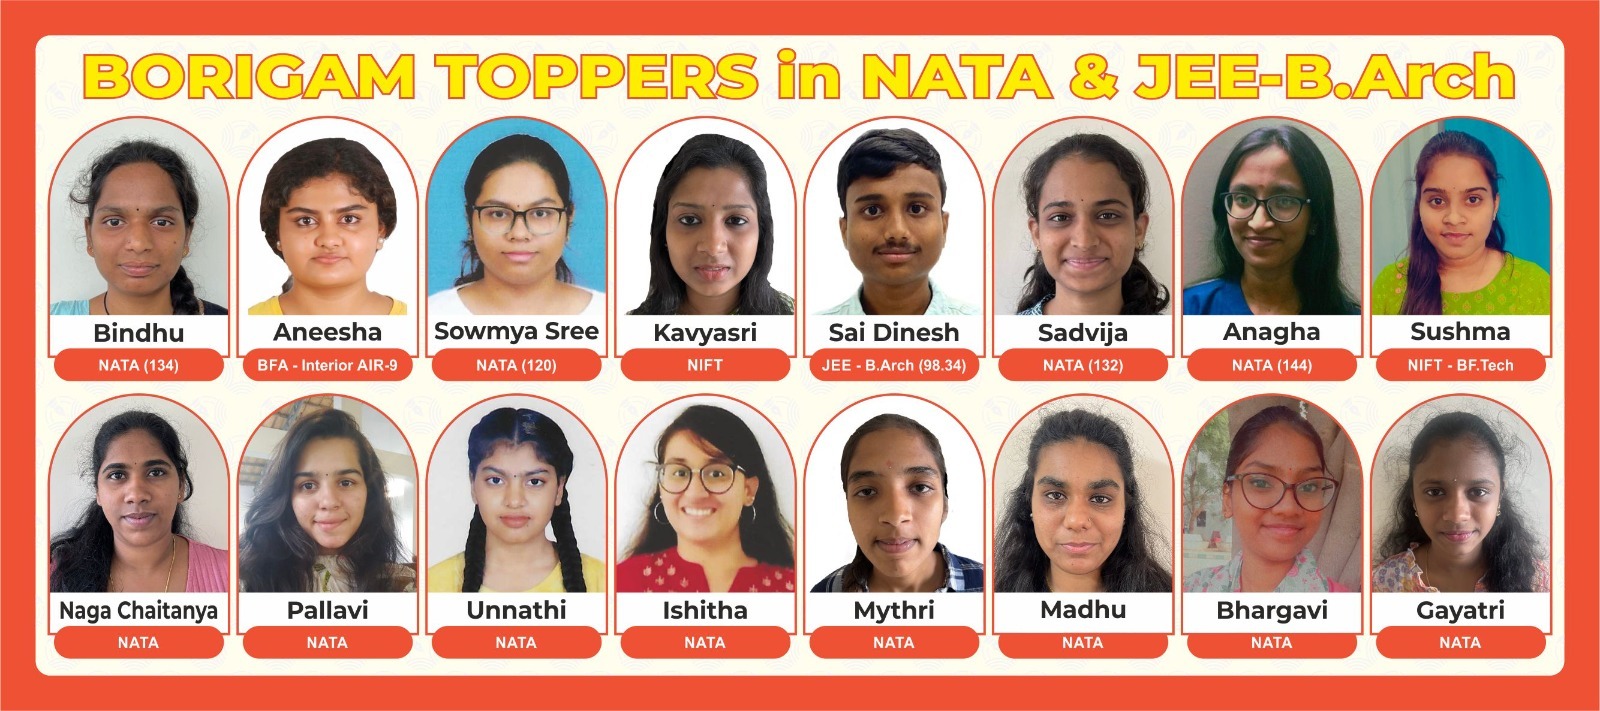 BORIGAM TOPPERS in NATA & JEE-B.Arch
Bindhu
NATA (134)
Aneesha
BFA - Interior AIR-9
Sowmya Sree
NATA (120)
Kavyasri
NIFT
Sai Dinesh
JEE - B.Arch (98.34)
Sadvija
NATA (132)
Anagha
NATA (144)
Sushma
NIFT - BF.Tech
Naga Chaitanya
NATA
Pallavi
NATA
Unnathi
NATA
Ishitha
NATA
Mythri
NATA
Madhu
NATA
Bhargavi
NATA
Gayatri
NATA